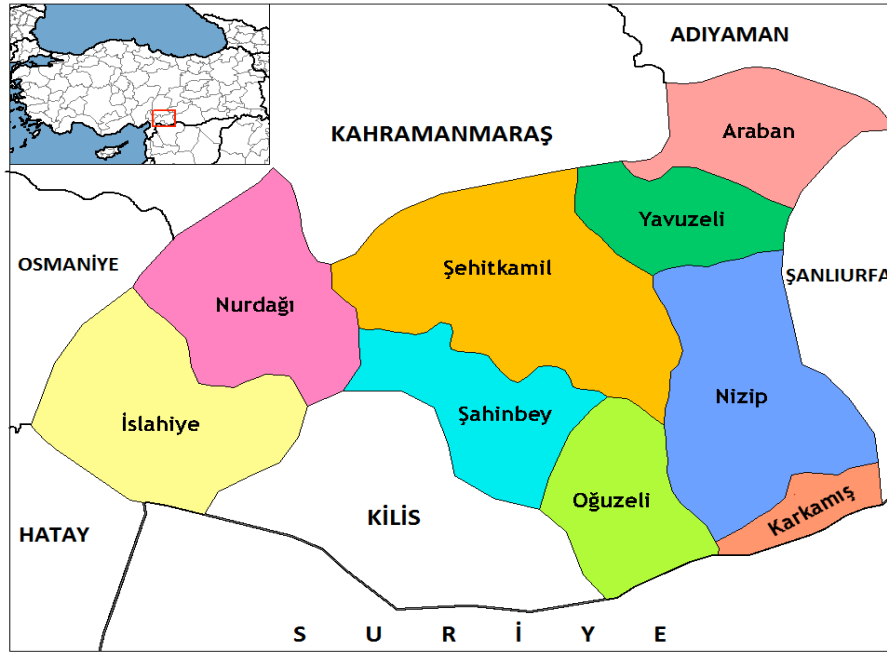 ADIYAMAN
KAHRAMANMARAŞ
Araban
Yavuzeli
OSMANİYE
Şehitkamil
ŞANLIURFA
Nurdağı
Nizip
İslahiye
Şahinbey
Oğuzeli
Karkamış
KİLİS
HATAY
S U R İ Y E